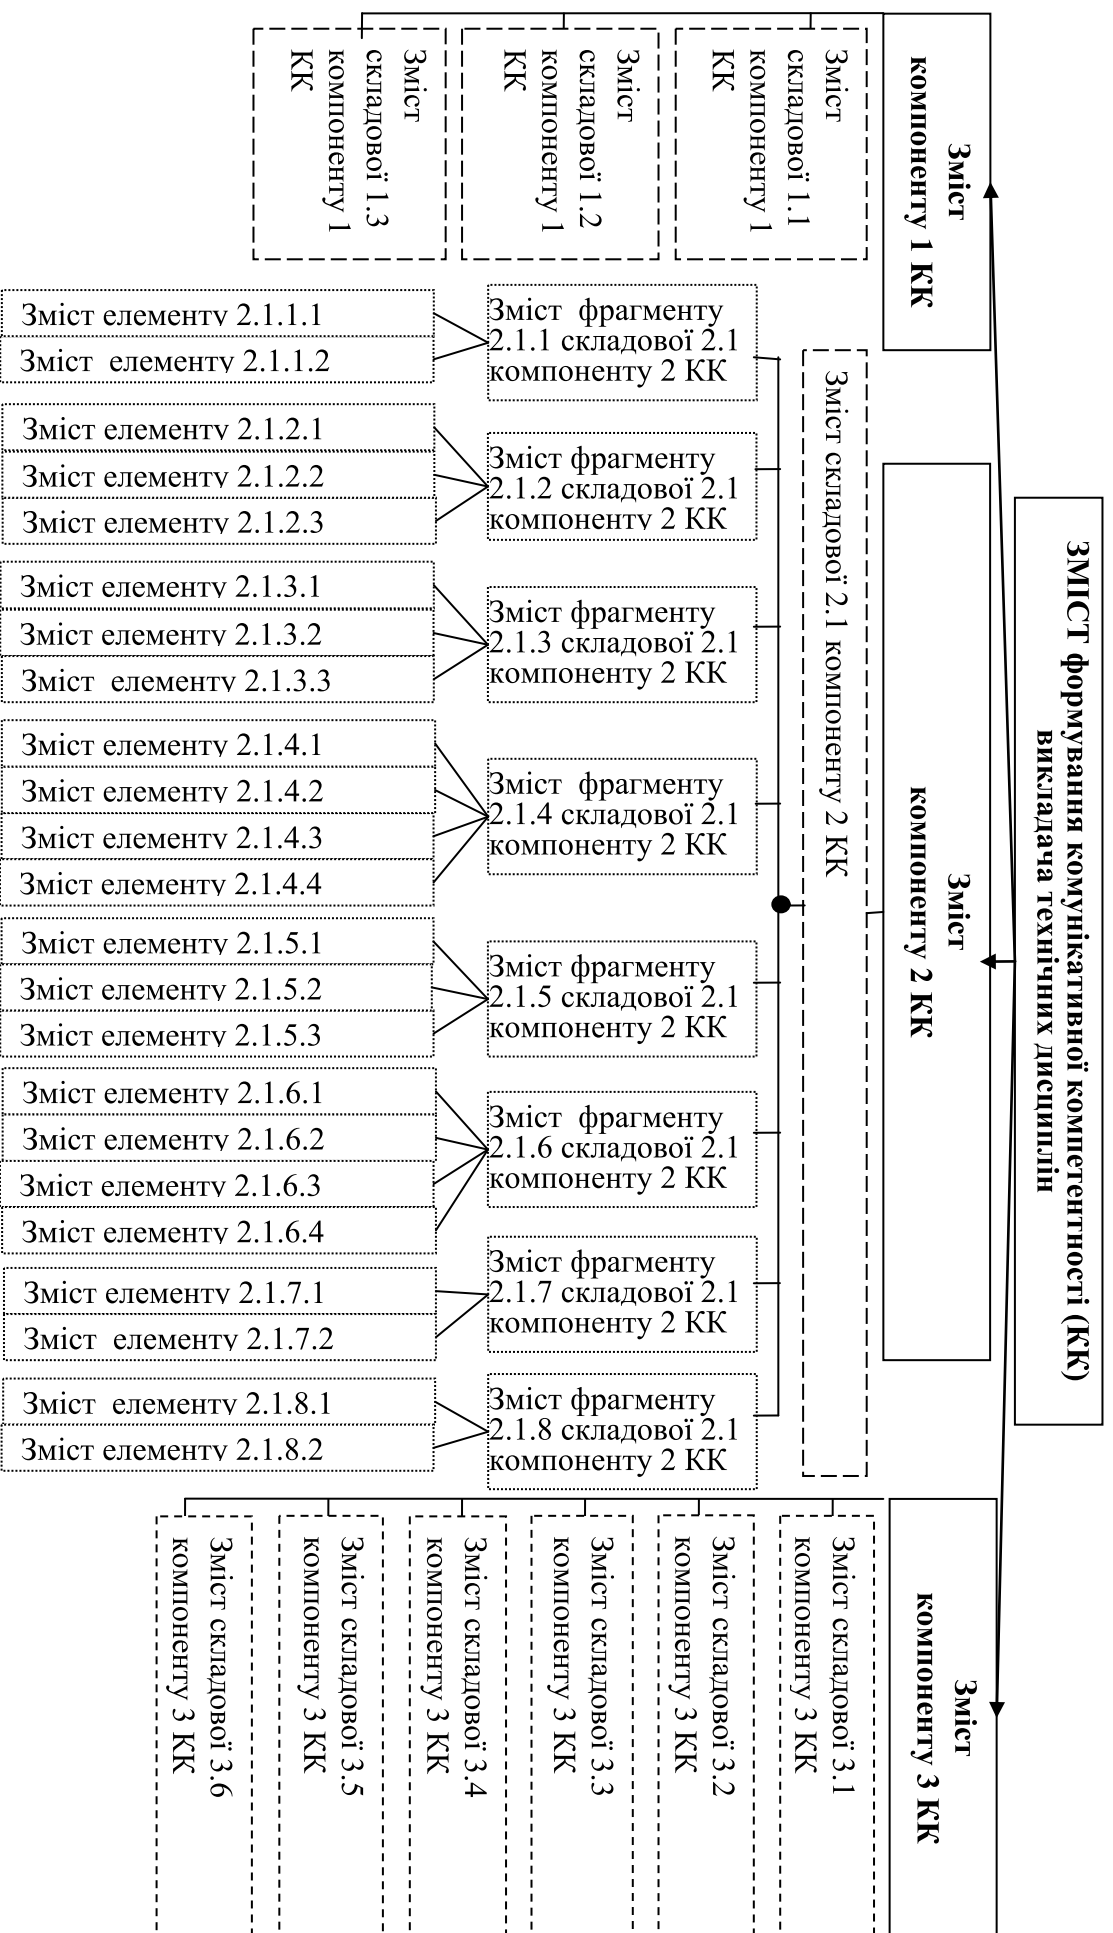 ЗМІСТ формування комунікативної компетентності (КК)
викладача технічних дисциплін
Зміст
компоненту 1 КК
Зміст
складової 1.1
компоненту 1
КК
Зміст
складової 1.2
компоненту 1
КК
Зміст
складової 1.3
компоненту 1
КК
Зміст
компоненту 2 КК
Зміст складової 2.1 компоненту 2 КК
Зміст фрагменту
2.1.1 складової 2.1
компоненту 2 КК
Зміст елементу 2.1.1.1
Зміст елементу 2.1.1.2
Зміст фрагменту
2.1.2 складової 2.1
компоненту 2 КК
Зміст елементу 2.1.2.1
Зміст елементу 2.1.2.2
Зміст елементу 2.1.2.3
Зміст фрагменту
2.1.3 складової 2.1
компоненту 2 КК
Зміст елементу 2.1.3.1
Зміст елементу 2.1.3.2
Зміст елементу 2.1.3.3
Зміст фрагменту
2.1.4 складової 2.1
компоненту 2 КК
Зміст елементу 2.1.4.1
Зміст елементу 2.1.4.2
Зміст елементу 2.1.4.3
Зміст елементу 2.1.4.4
Зміст фрагменту
2.1.5 складової 2.1
компоненту 2 КК
Зміст елементу 2.1.5.1
Зміст елементу 2.1.5.2
Зміст елементу 2.1.5.3
Зміст фрагменту
2.1.6 складової 2.1
компоненту 2 КК
Зміст елементу 2.1.6.1
Зміст елементу 2.1.6.2
Зміст елементу 2.1.6.3
Зміст елементу 2.1.6.4
Зміст фрагменту
2.1.7 складової 2.1
компоненту 2 КК
Зміст елементу 2.1.7.1
Зміст елементу 2.1.7.2
Зміст фрагменту
2.1.8 складової 2.1
компоненту 2 КК
Зміст елементу 2.1.8.1
Зміст елементу 2.1.8.2
Зміст
компоненту 3 КК
Зміст складової 3.1
компоненту 3 КК
Зміст складової 3.2
компоненту 3 КК
Зміст складової 3.3
компоненту 3 КК
Зміст складової 3.4
компоненту 3 КК
Зміст складової 3.5
компоненту 3 КК
Зміст складової 3.6
компоненту 3 КК